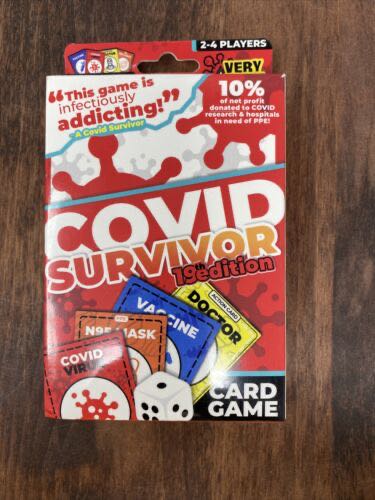 2-4 PLAYERS
VERY
“This game is
infectiously
addicting!”
- A Covid Survivor
10%
of net profit
donated to COVID
research & hospitals
in need of PPE!
COVID
SURVIVOR
19th edition
DOCTOR
ACTION CARD
VACCINE
N95 MASK
COVID
VIRUS
CARD
GAME